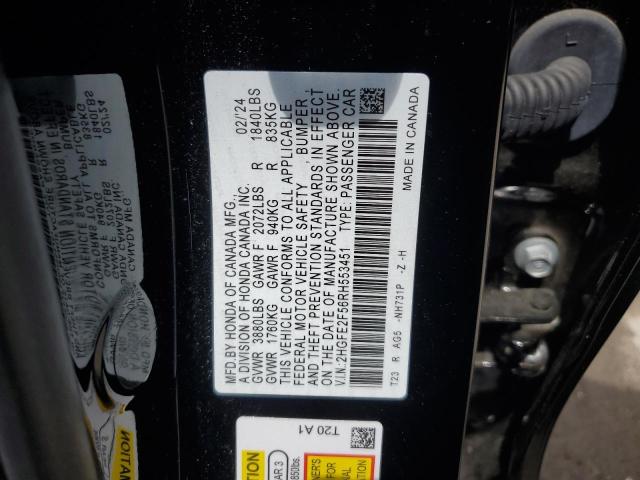 MFD.BY HONDA OF CANADA MFG., 02/'24
A DIVISION OF HONDA CANADA INC.
GVWR 3880LBS GAWR F 2072LBS R 1840LBS
GVWR 1760KG GAWR F 940KG R 835KG
THIS VEHICLE CONFORMS TO ALL APPLICABLE
FEDERAL MOTOR VEHICLE SAFETY, BUMPER
AND THEFT PREVENTION STANDARDS IN EFFECT
ON THE DATE OF MANUFACTURE SHOWN ABOVE.
V.I.N:2HGFE2F56RH553451 TYPE: PASSENGER CAR
T23 R AG5 -NH731P -Z -H MADE IN CANADA
T20 A1
L